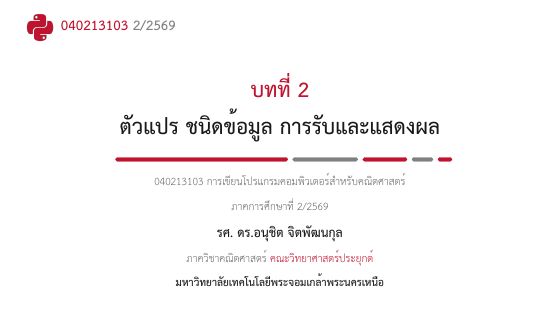 040213103 2/2569
บทที่ 2
ตัวแปร ชนิดข้อมูล การรับและแสดงผล
040213103 การเขียนโปรแกรมคอมพิวเตอร์สำหรับคณิตศาสตร์
ภาคการศึกษาที่ 2/2569
รศ. ดร.อนุชิต จิตพัฒนกุล
ภาควิชาคณิตศาสตร์ คณะวิทยาศาสตร์ประยุกต์
มหาวิทยาลัยเทคโนโลยีพระจอมเกล้าพระนครเหนือ